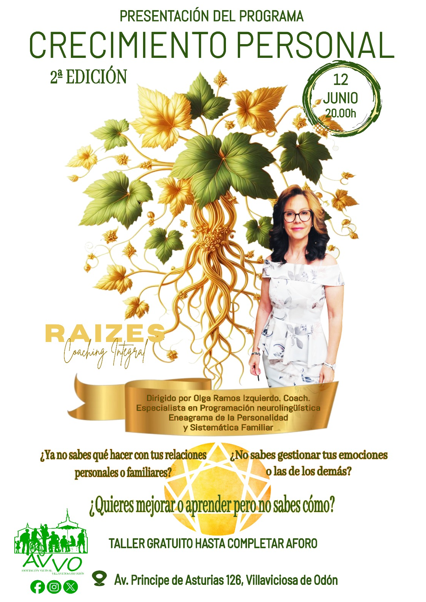 PRESENTACIÓN DEL PROGRAMA
CRECIMIENTO PERSONAL
2ª EDICIÓN
12
JUNIO
20.00h
RAIZES
Coaching Integral
Dirigido por Olga Ramos Izquierdo. Coach.
Especialista en Programación neurolingüística
Eneagrama de la Personalidad
y Sistemática Familiar
¿Ya no sabes qué hacer con tus relaciones
personales o familiares?
¿No sabes gestionar tus emociones
o las de los demás?
¿Quieres mejorar o aprender pero no sabes cómo?
TALLER GRATUITO HASTA COMPLETAR AFORO
AVVO
Av. Principe de Asturias 126, Villaviciosa de Odón